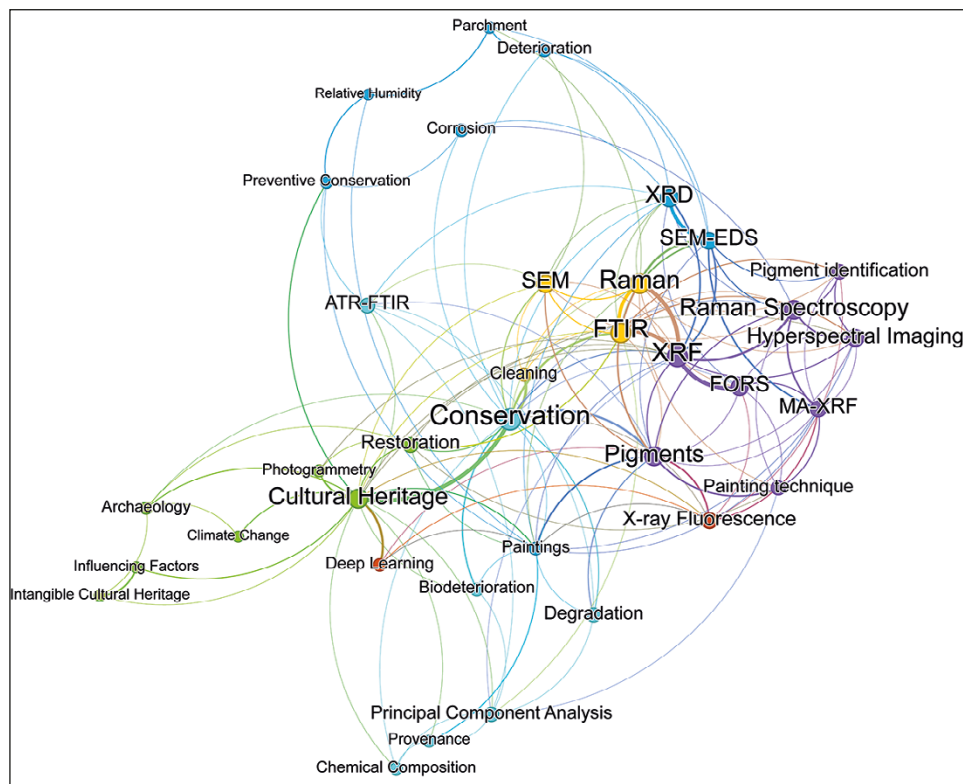 Parchment
Deterioration
Relative Humidity
Corrosion
Preventive Conservation
XRD
SEM-EDS
Pigment identification
SEM
Raman
ATR-FTIR
Raman Spectroscopy
FTIR
Hyperspectral Imaging
XRF
Cleaning
FORS
MA-XRF
Conservation
Restoration
Pigments
Photogrammetry
Painting technique
Cultural Heritage
Archaeology
X-ray Fluorescence
Climate Change
Paintings
Deep Learning
Influencing Factors
Biodeterioration
Intangible Cultural Heritage
Degradation
Principal Component Analysis
Provenance
Chemical Composition